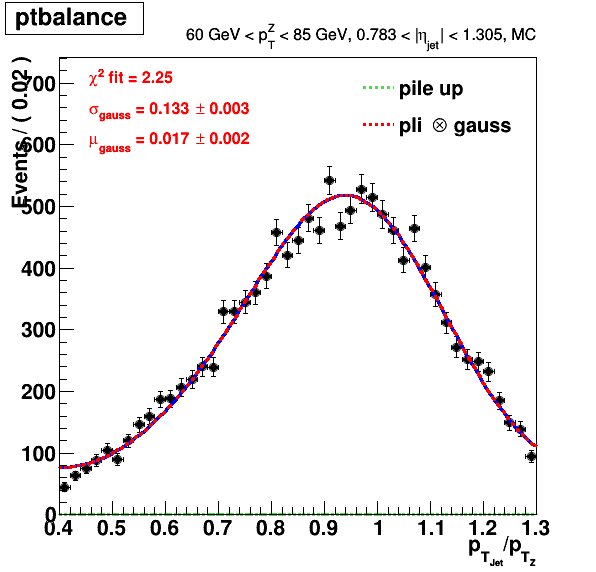 ptbalance
60 GeV < p_T^Z < 85 GeV, 0.783 < |η_jet| < 1.305, MC
χ² fit = 2.25
σ_gauss = 0.133 ± 0.003
μ_gauss = 0.017 ± 0.002
pile up
pli ⊗ gauss
Events / ( 0.02 )
700
600
500
400
300
200
100
0
0.4 0.5 0.6 0.7 0.8 0.9 1 1.1 1.2 1.3
p_T_Jet/p_T_Z